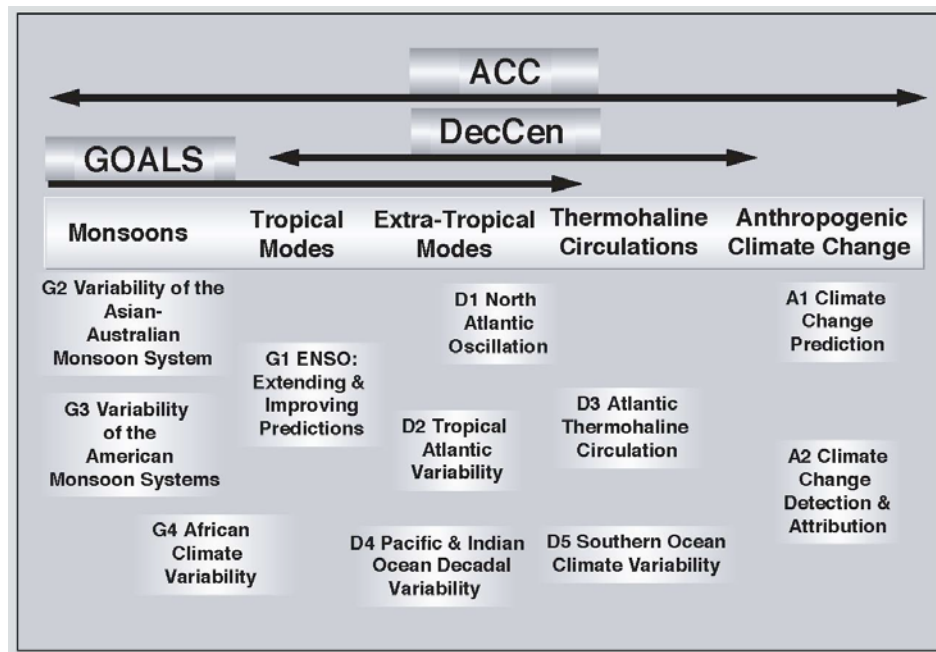 ACC
DecCen
GOALS
Monsoons
Tropical
Modes
Extra-Tropical
Modes
Thermohaline
Circulations
Anthropogenic
Climate Change
G2 Variability of the
Asian-
Australian
Monsoon System
G3 Variability
of the
American
Monsoon Systems
G4 African
Climate
Variability
G1 ENSO:
Extending &
Improving
Predictions
D1 North
Atlantic
Oscillation
D2 Tropical
Atlantic
Variability
D4 Pacific & Indian
Ocean Decadal
Variability
D3 Atlantic
Thermohaline
Circulation
D5 Southern Ocean
Climate Variability
A1 Climate
Change
Prediction
A2 Climate
Change
Detection &
Attribution